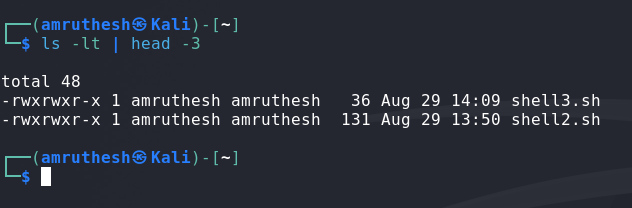 ┌──(amruthesh㉿Kali)-[~]
└─$ ls -lt | head -3
total 48
-rwxrwxr-x 1 amruthesh amruthesh   36 Aug 29 14:09 shell3.sh
-rwxrwxr-x 1 amruthesh amruthesh  131 Aug 29 13:50 shell2.sh
┌──(amruthesh㉿Kali)-[~]
└─$